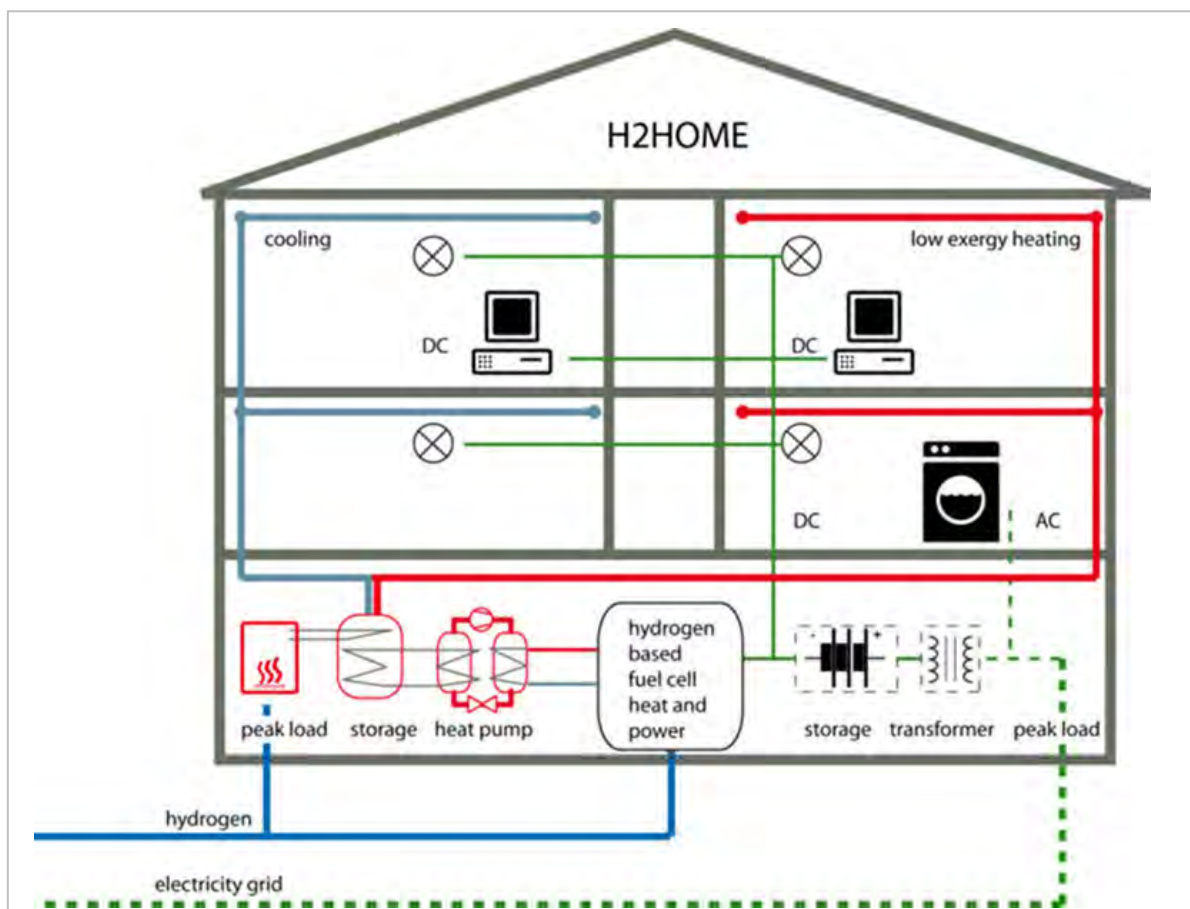 H2HOME
cooling
low exergy heating
DC
DC
DC
AC
hydrogen
based
fuel cell
heat and
power
- +
peak load
storage
heat pump
storage
transformer
peak load
hydrogen
electricity grid